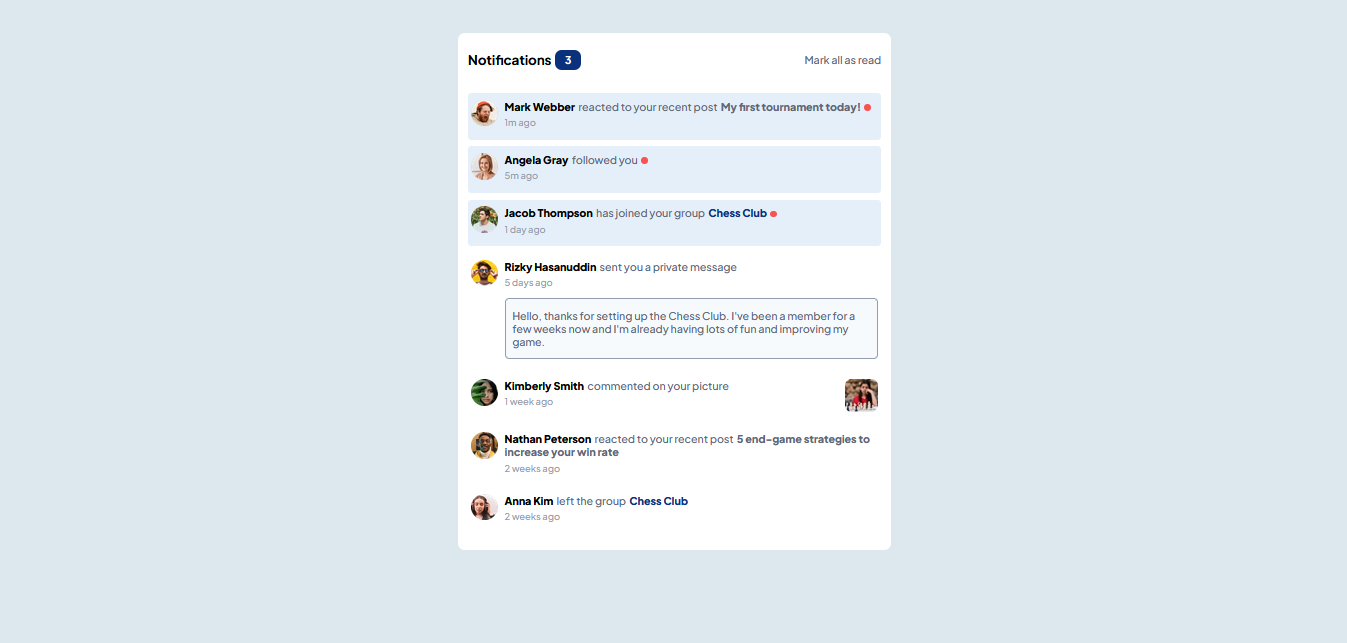 Notifications 3 Mark all as read
Mark Webber reacted to your recent post My first tournament today!
1m ago
Angela Gray followed you
5m ago
Jacob Thompson has joined your group Chess Club
1 day ago
Rizky Hasanuddin sent you a private message
5 days ago
Hello, thanks for setting up the Chess Club. I've been a member for a
few weeks now and I'm already having lots of fun and improving my
game.
Kimberly Smith commented on your picture
1 week ago
Nathan Peterson reacted to your recent post 5 end-game strategies to
increase your win rate
2 weeks ago
Anna Kim left the group Chess Club
2 weeks ago